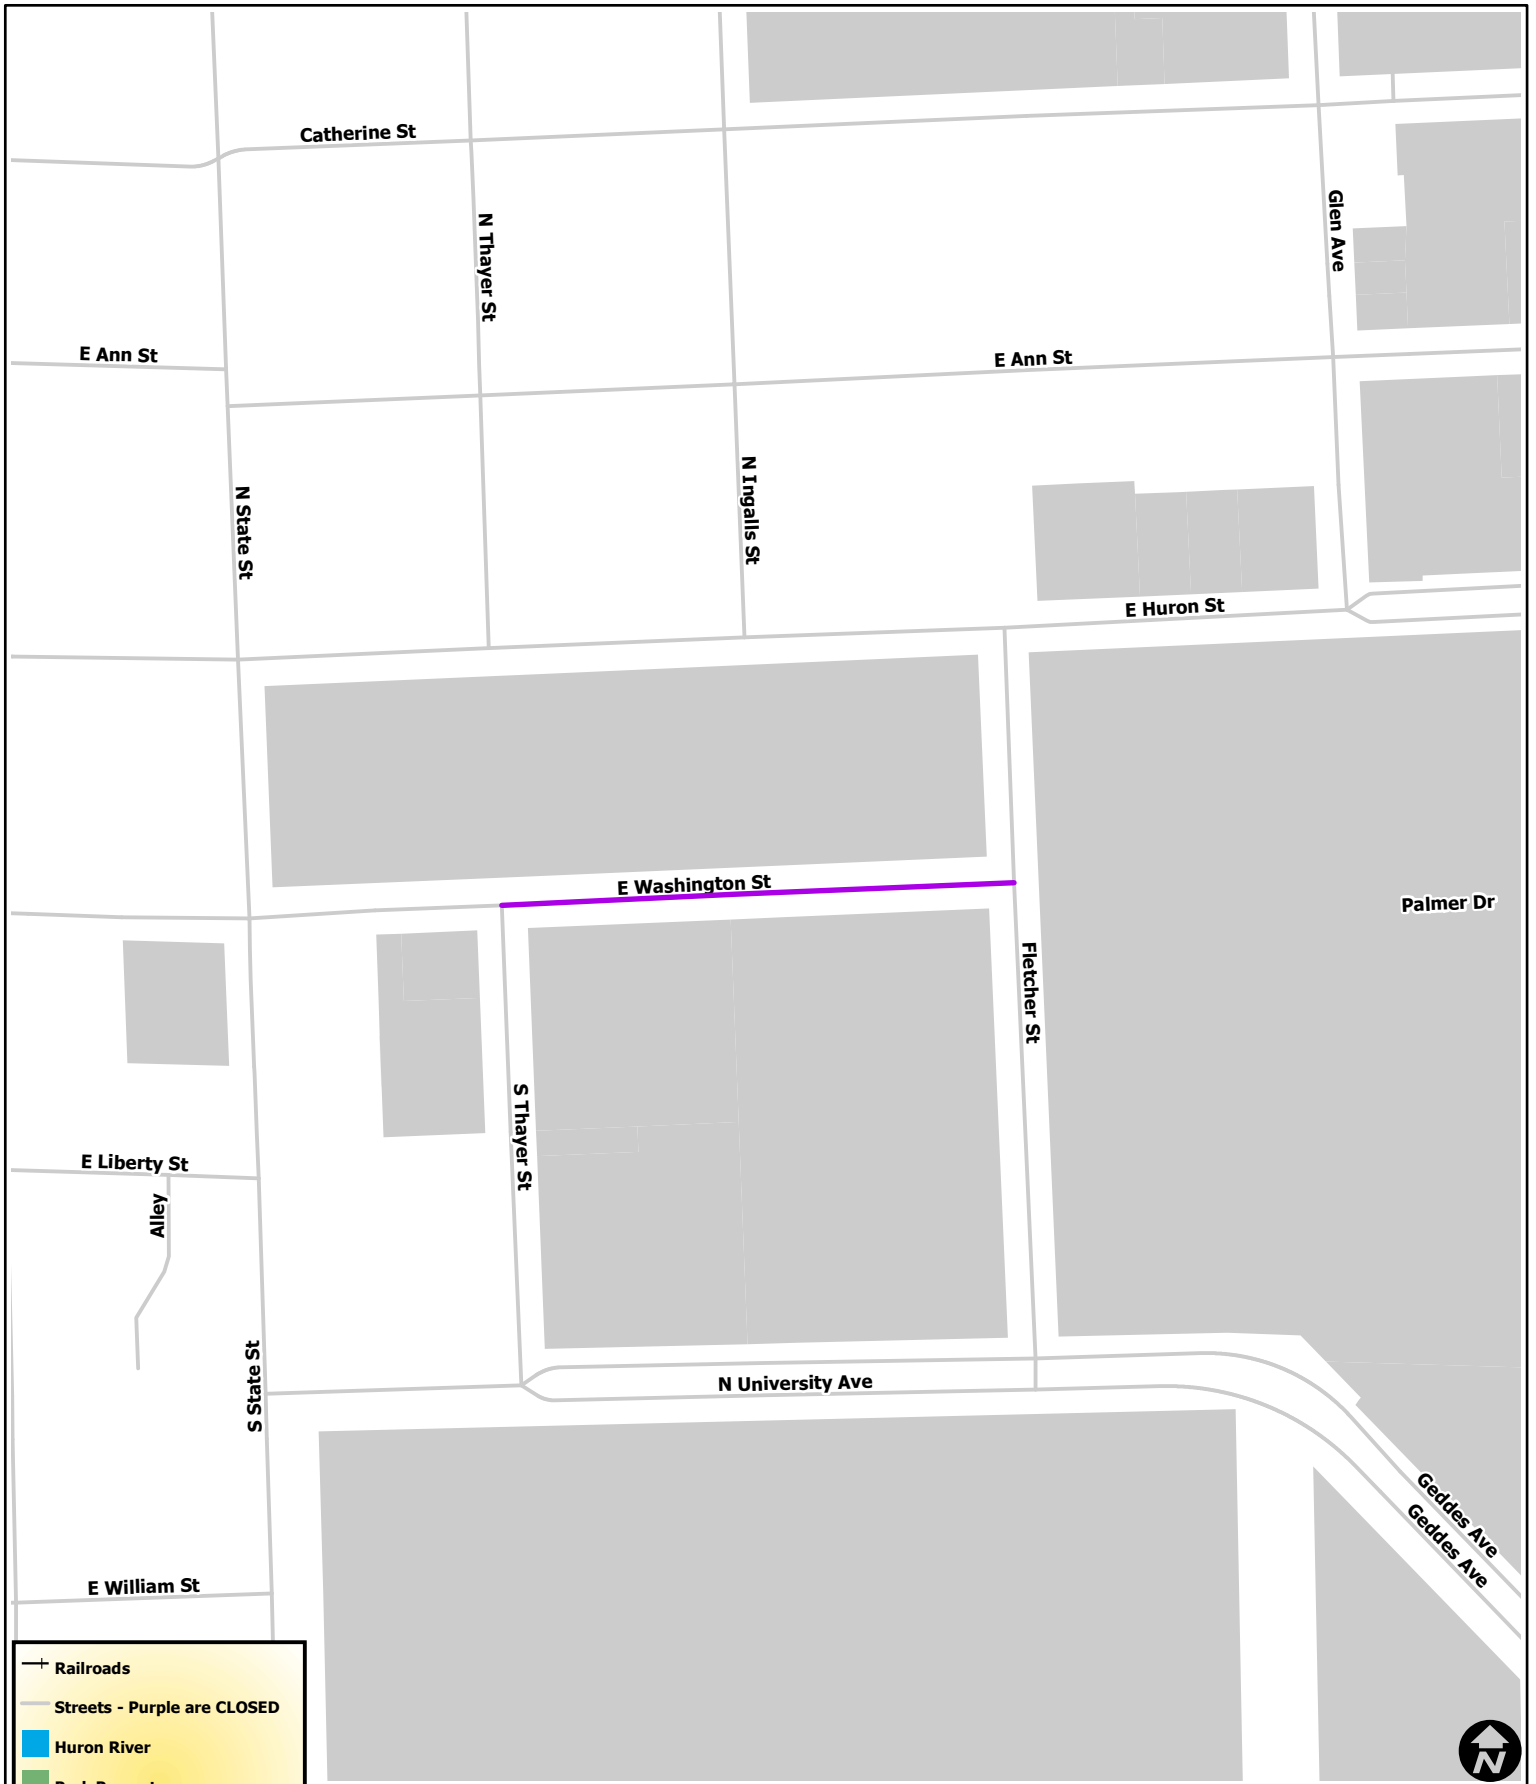 Catherine St
N Thayer St
Glen Ave
E Ann St
E Ann St
N Ingalls St
N State St
E Huron St
E Washington St
Palmer Dr
Fletcher St
S Thayer St
E Liberty St
Alley
S State St
N University Ave
Geddes Ave
Geddes Ave
E William St
Railroads
Streets - Purple are CLOSED
Huron River
N